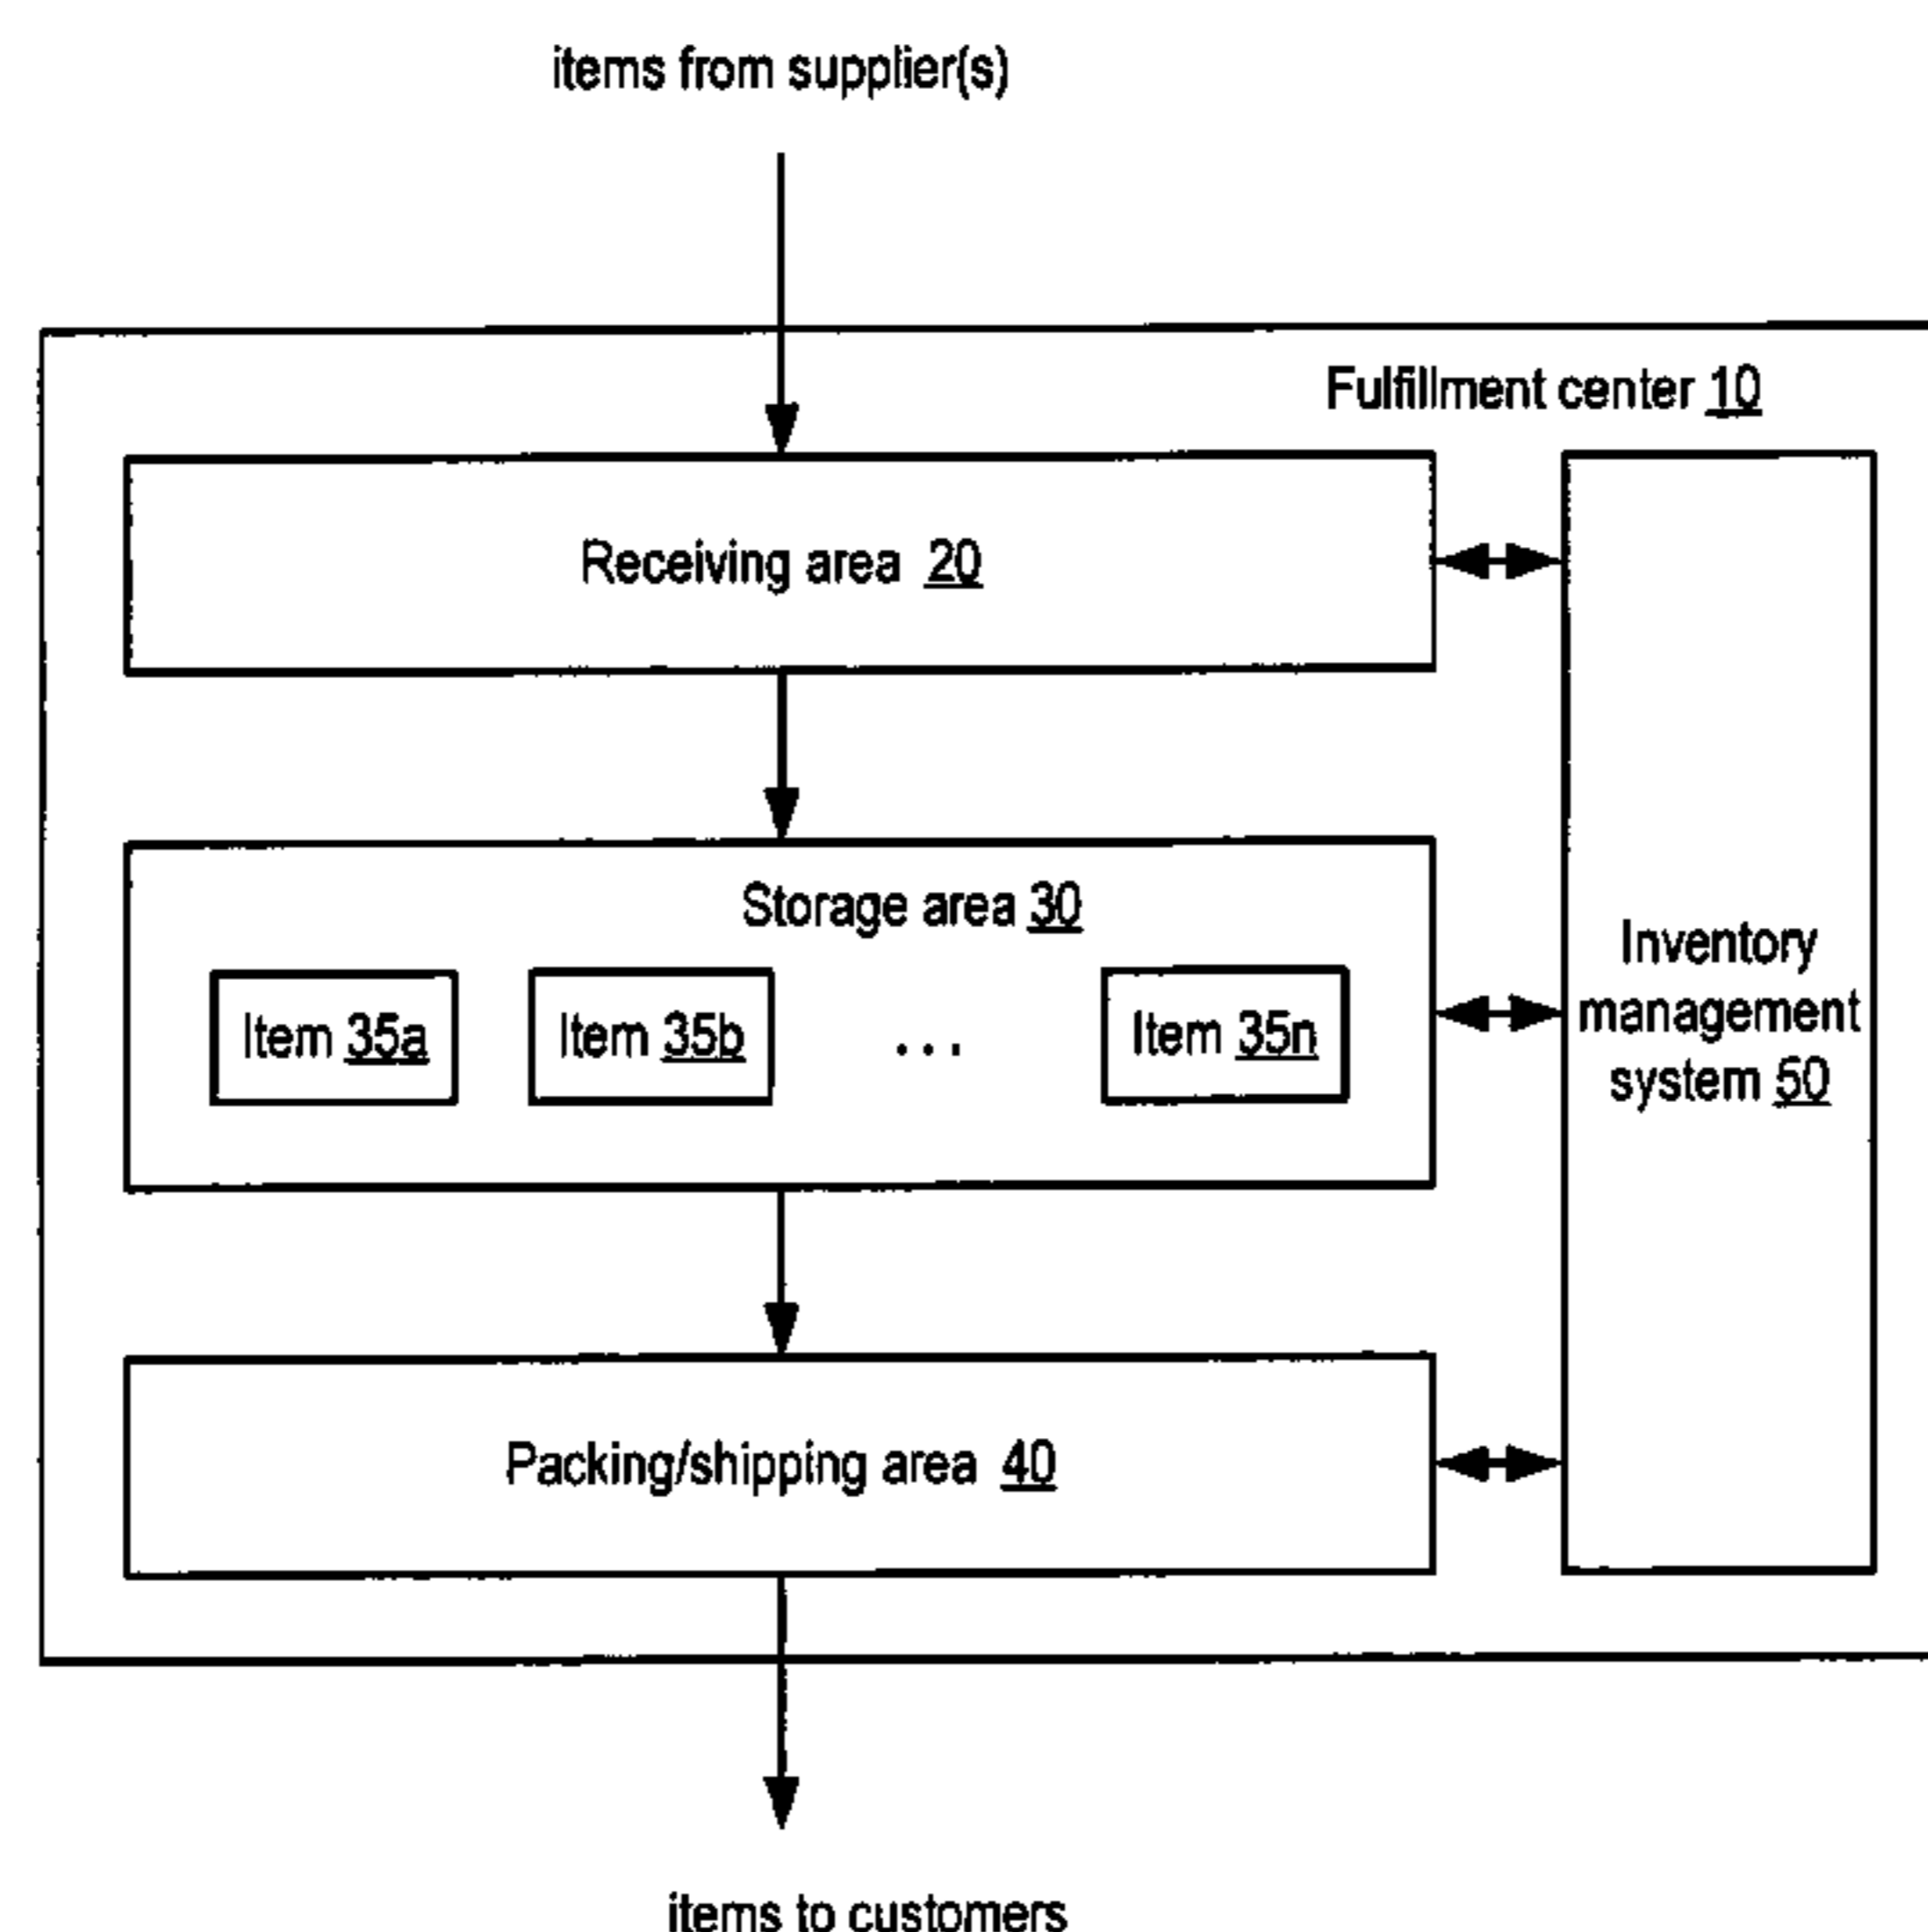 items from supplier(s)
Fulfillment center 10
Receiving area 20
Storage area 30
Item 35a
Item 35b
...
Item 35n
Inventory
management
system 50
Packing/shipping area 40
items to customers